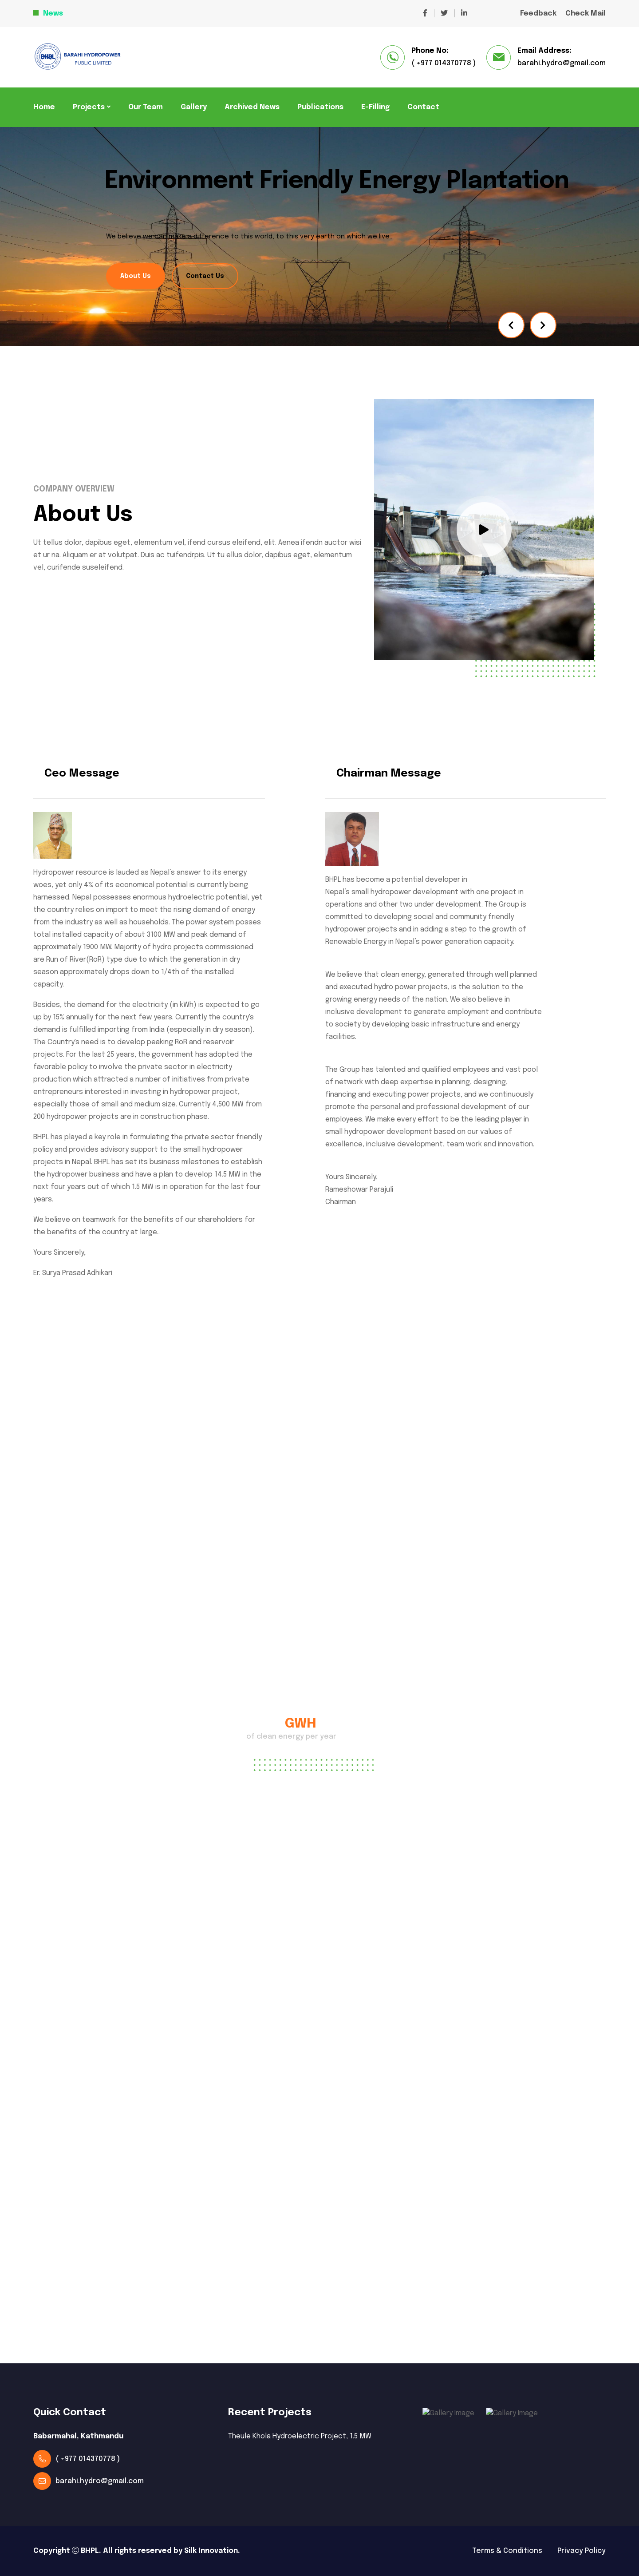 News
Feedback
Check Mail
BHPL
BARAHI HYDROPOWER
PUBLIC LIMITED
Phone No:
( +977 014370778 )
Email Address:
barahi.hydro@gmail.com
Home
Projects
Our Team
Gallery
Archived News
Publications
E-Filling
Contact
Environment Friendly Energy Plantation
We believe we can make a difference to this world, to this very earth on which we live.
About Us
Contact Us
COMPANY OVERVIEW
About Us
Ut tellus dolor, dapibus eget, elementum vel, ifend cursus eleifend, elit. Aenea ifendn auctor wisi
et ur na. Aliquam er at volutpat. Duis ac tuifendrpis. Ut tu ellus dolor, dapibus eget, elementum
vel, curifende suseleifend.
Ceo Message
Hydropower resource is lauded as Nepal's answer to its energy
woes, yet only 4% of its economical potential is currently being
harnessed. Nepal possesses enormous hydroelectric potential, yet
the country relies on import to meet the rising demand of energy
from the industry as well as households. The power system posses
total installed capacity of about 3100 MW and peak demand of
approximately 1900 MW. Majority of hydro projects commissioned
are Run of River(RoR) type due to which the generation in dry
season approximately drops down to 1/4th of the installed
capacity.
Besides, the demand for the electricity (in kWh) is expected to go
up by 15% annually for the next few years. Currently the country's
demand is fulfilled importing from India (especially in dry season).
The Country's need is to develop peaking RoR and reservoir
projects. For the last 25 years, the government has adopted the
favorable policy to involve the private sector in electricity
production which attracted a number of initiatives from private
entrepreneurs interested in investing in hydropower project,
especially those of small and medium size. Currently 4,500 MW from
200 hydropower projects are in construction phase.
BHPL has played a key role in formulating the private sector friendly
policy and provides advisory support to the small hydropower
projects in Nepal. BHPL has set its business milestones to establish
the hydropower business and have a plan to develop 14.5 MW in the
next four years out of which 1.5 MW is in operation for the last four
years.
We believe on teamwork for the benefits of our shareholders for
the benefits of the country at large..
Yours Sincerely,
Er. Surya Prasad Adhikari
Chairman Message
BHPL has become a potential developer in
Nepal's small hydropower development with one project in
operations and other two under development. The Group is
committed to developing social and community friendly
hydropower projects and in adding a step to the growth of
Renewable Energy in Nepal's power generation capacity.
We believe that clean energy, generated through well planned
and executed hydro power projects, is the solution to the
growing energy needs of the nation. We also believe in
inclusive development to generate employment and contribute
to society by developing basic infrastructure and energy
facilities.
The Group has talented and qualified employees and vast pool
of network with deep expertise in planning, designing,
financing and executing power projects, and we continuously
promote the personal and professional development of our
employees. We make every effort to be the leading player in
small hydropower development based on our values of
excellence, inclusive development, team work and innovation.
Yours Sincerely,
Rameshowar Parajuli
Chairman
GWH
of clean energy per year
Quick Contact
Babarmahal, Kathmandu
( +977 014370778 )
barahi.hydro@gmail.com
Recent Projects
Theule Khola Hydroelectric Project, 1.5 MW
Gallery Image
Gallery Image
Copyright © BHPL. All rights reserved by Silk Innovation.
Terms & Conditions
Privacy Policy